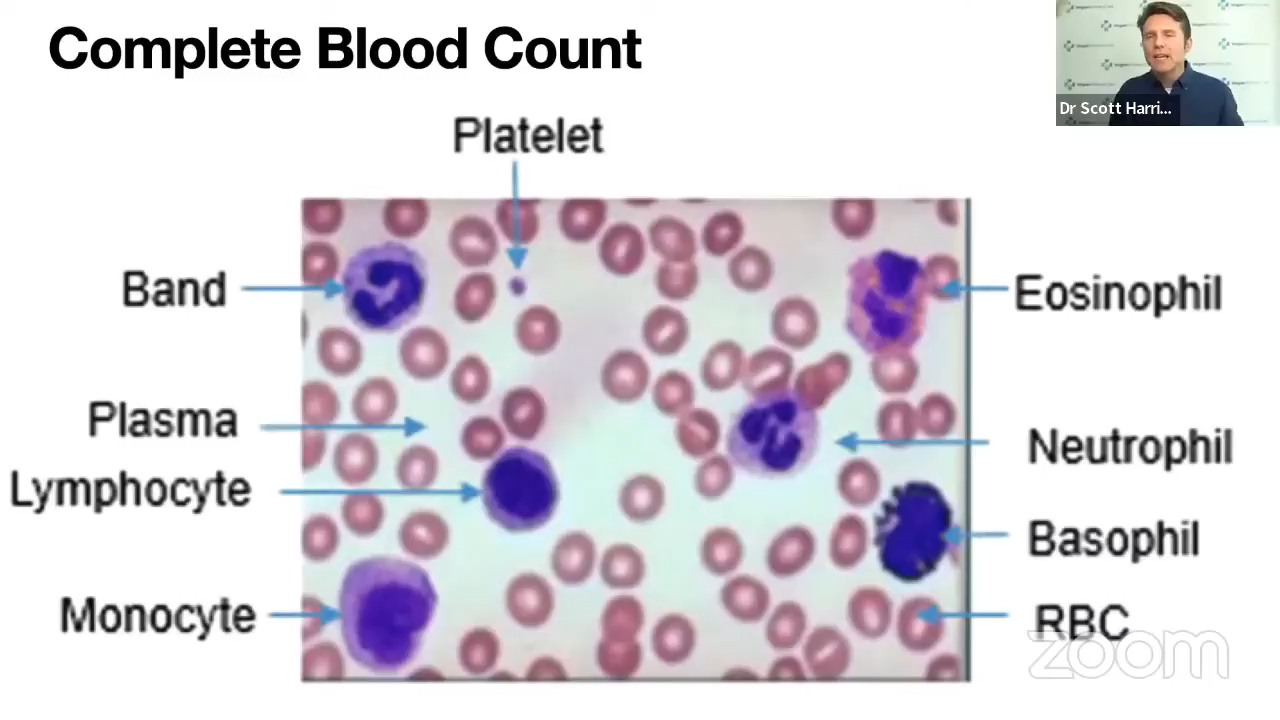 Complete Blood Count
Dr Scott Harri...
Platelet
Band
Eosinophil
Plasma
Neutrophil
Lymphocyte
Basophil
Monocyte
RBC
zoom